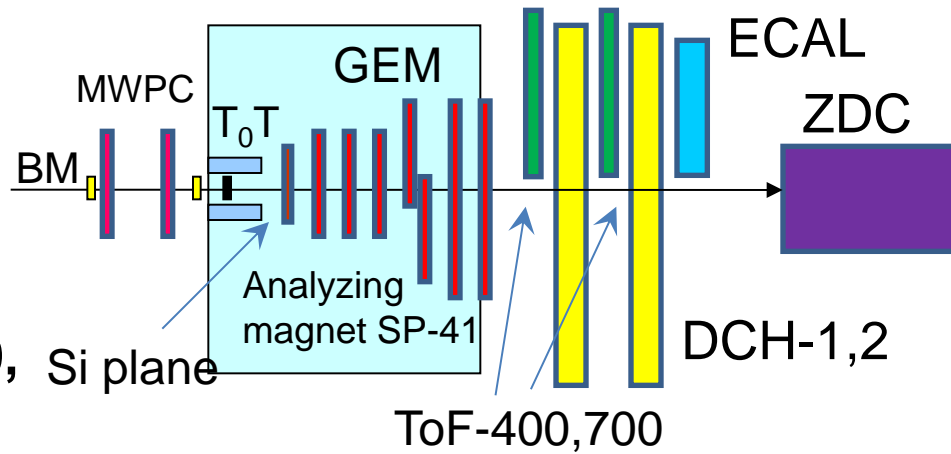 ECAL
GEM
MWPC
ZDC
T0T
BM
Analyzing
magnet SP-41
DCH-1,2
), Si plane
ToF-400,700